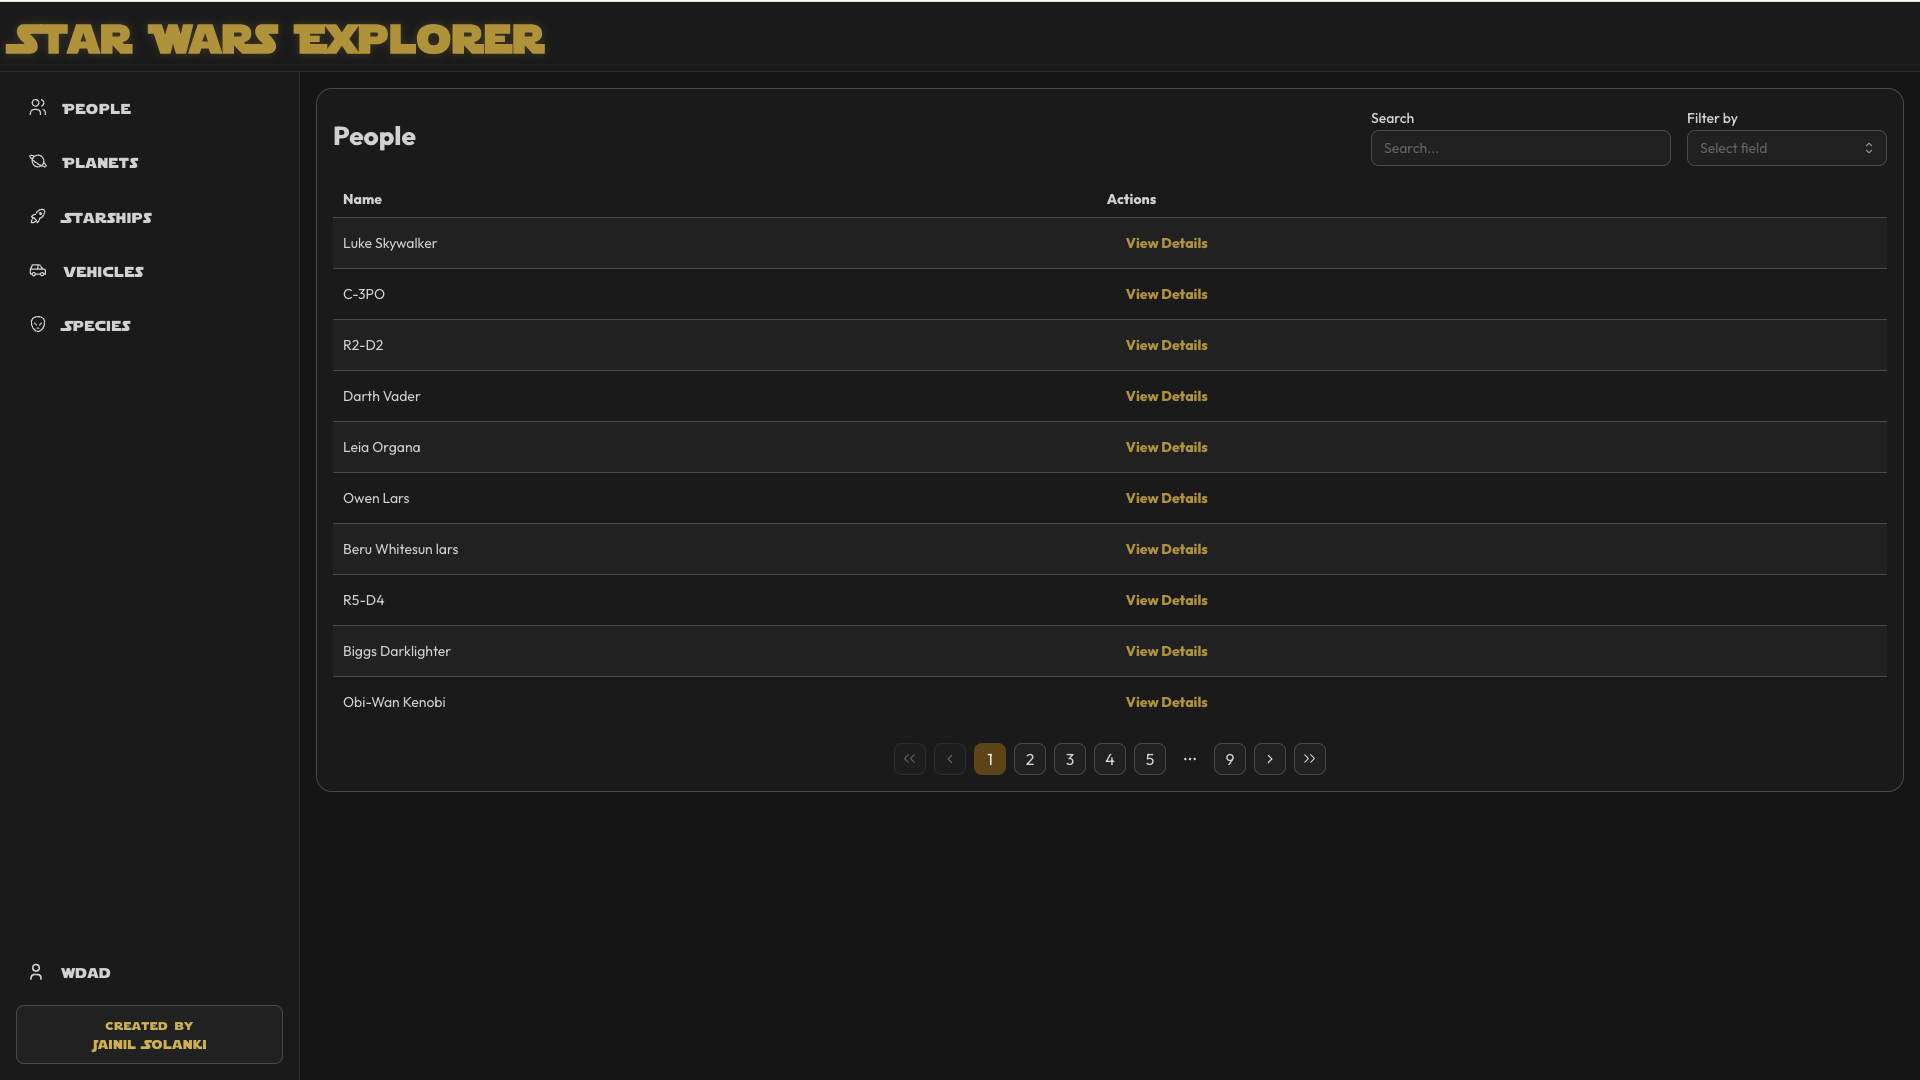 Star Wars Explorer
People
Planets
Starships
Vehicles
Species
wdad
Created by
Jainil Solanki
People
Search
Search...
Filter by
Select field
Name Actions
Luke Skywalker View Details
C-3PO View Details
R2-D2 View Details
Darth Vader View Details
Leia Organa View Details
Owen Lars View Details
Beru Whitesun lars View Details
R5-D4 View Details
Biggs Darklighter View Details
Obi-Wan Kenobi View Details
1 2 3 4 5 ... 9